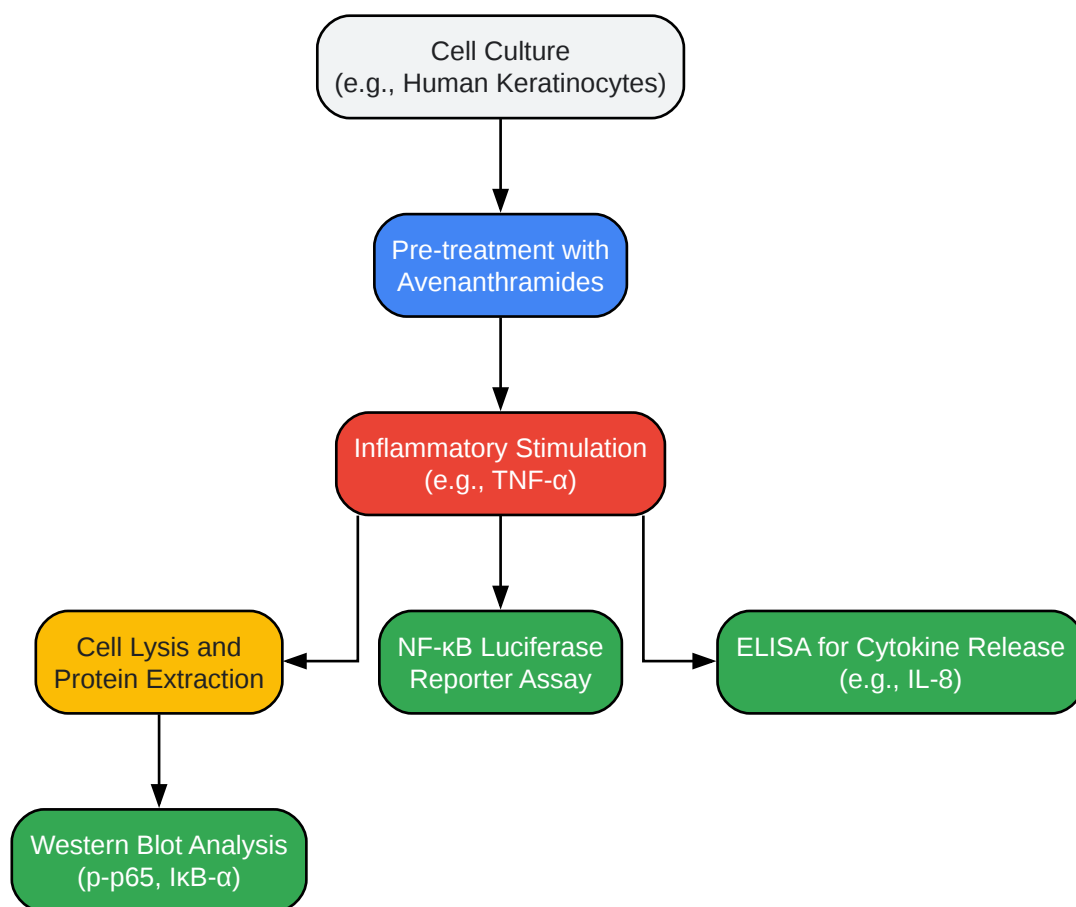 Cell Culture
(e.g., Human Keratinocytes)
Pre-treatment with
Avenanthramides
Inflammatory Stimulation
(e.g., TNF-α)
Cell Lysis and
Protein Extraction
NF-κB Luciferase
Reporter Assay
ELISA for Cytokine Release
(e.g., IL-8)
Western Blot Analysis
(p-p65, IκB-α)